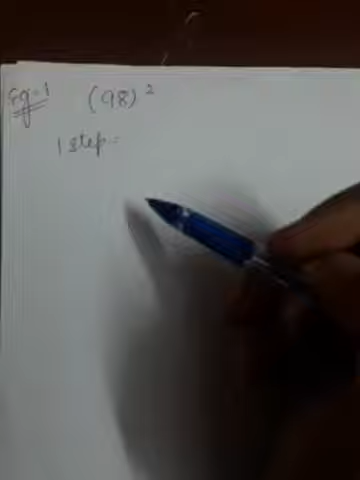 Eg=1 (98)²
1 step:-